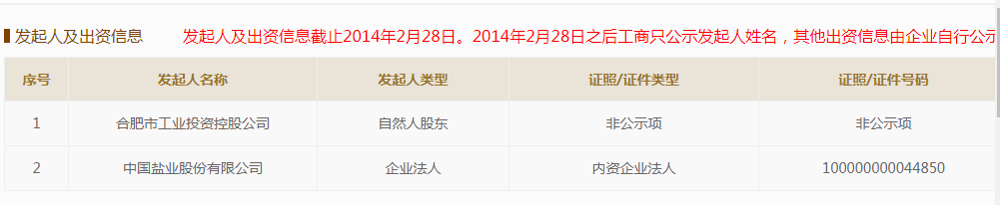 发起人及出资信息 发起人及出资信息截止2014年2月28日。2014年2月28日之后工商只公示发起人姓名，其他出资信息由企业自行公示
序号 发起人名称 发起人类型 证照/证件类型 证照/证件号码
1 合肥市工业投资控股公司 自然人股东 非公示项 非公示项
2 中国盐业股份有限公司 企业法人 内资企业法人 100000000044850